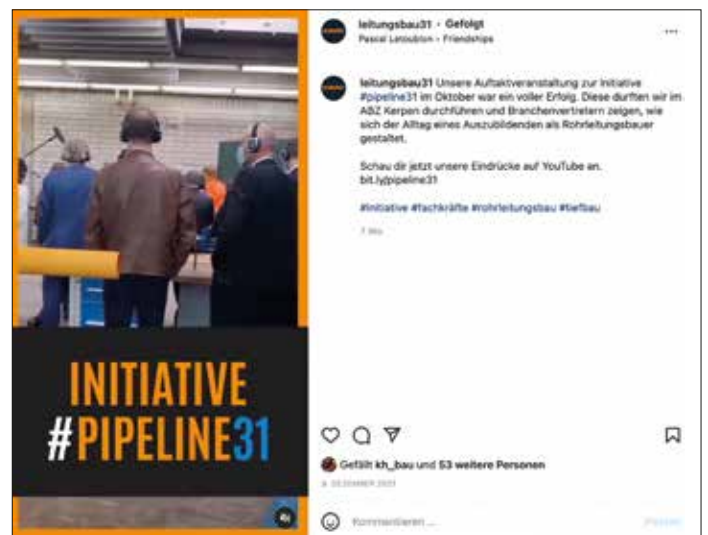 INITIATIVE
#PIPELINE31
leitungsbau31 • Gefolgt
Pascal Letoublon • Friendships
leitungsbau31 Unsere Auftaktveranstaltung zur Initiative
#pipeline31 im Oktober war ein voller Erfolg. Diese durften wir im
ABZ Kerpen durchführen und Branchenvertretern zeigen, wie
sich der Alltag eines Auszubildenden als Rohrleitungsbauer
gestaltet.
Schau dir jetzt unsere Eindrücke auf YouTube an.
bit.ly/pipeline31
#initiative #fachkräfte #rohrleitungsbau #tiefbau
Gefällt kh_bau und 53 weitere Personen
DEZEMBER
Kommentieren ...